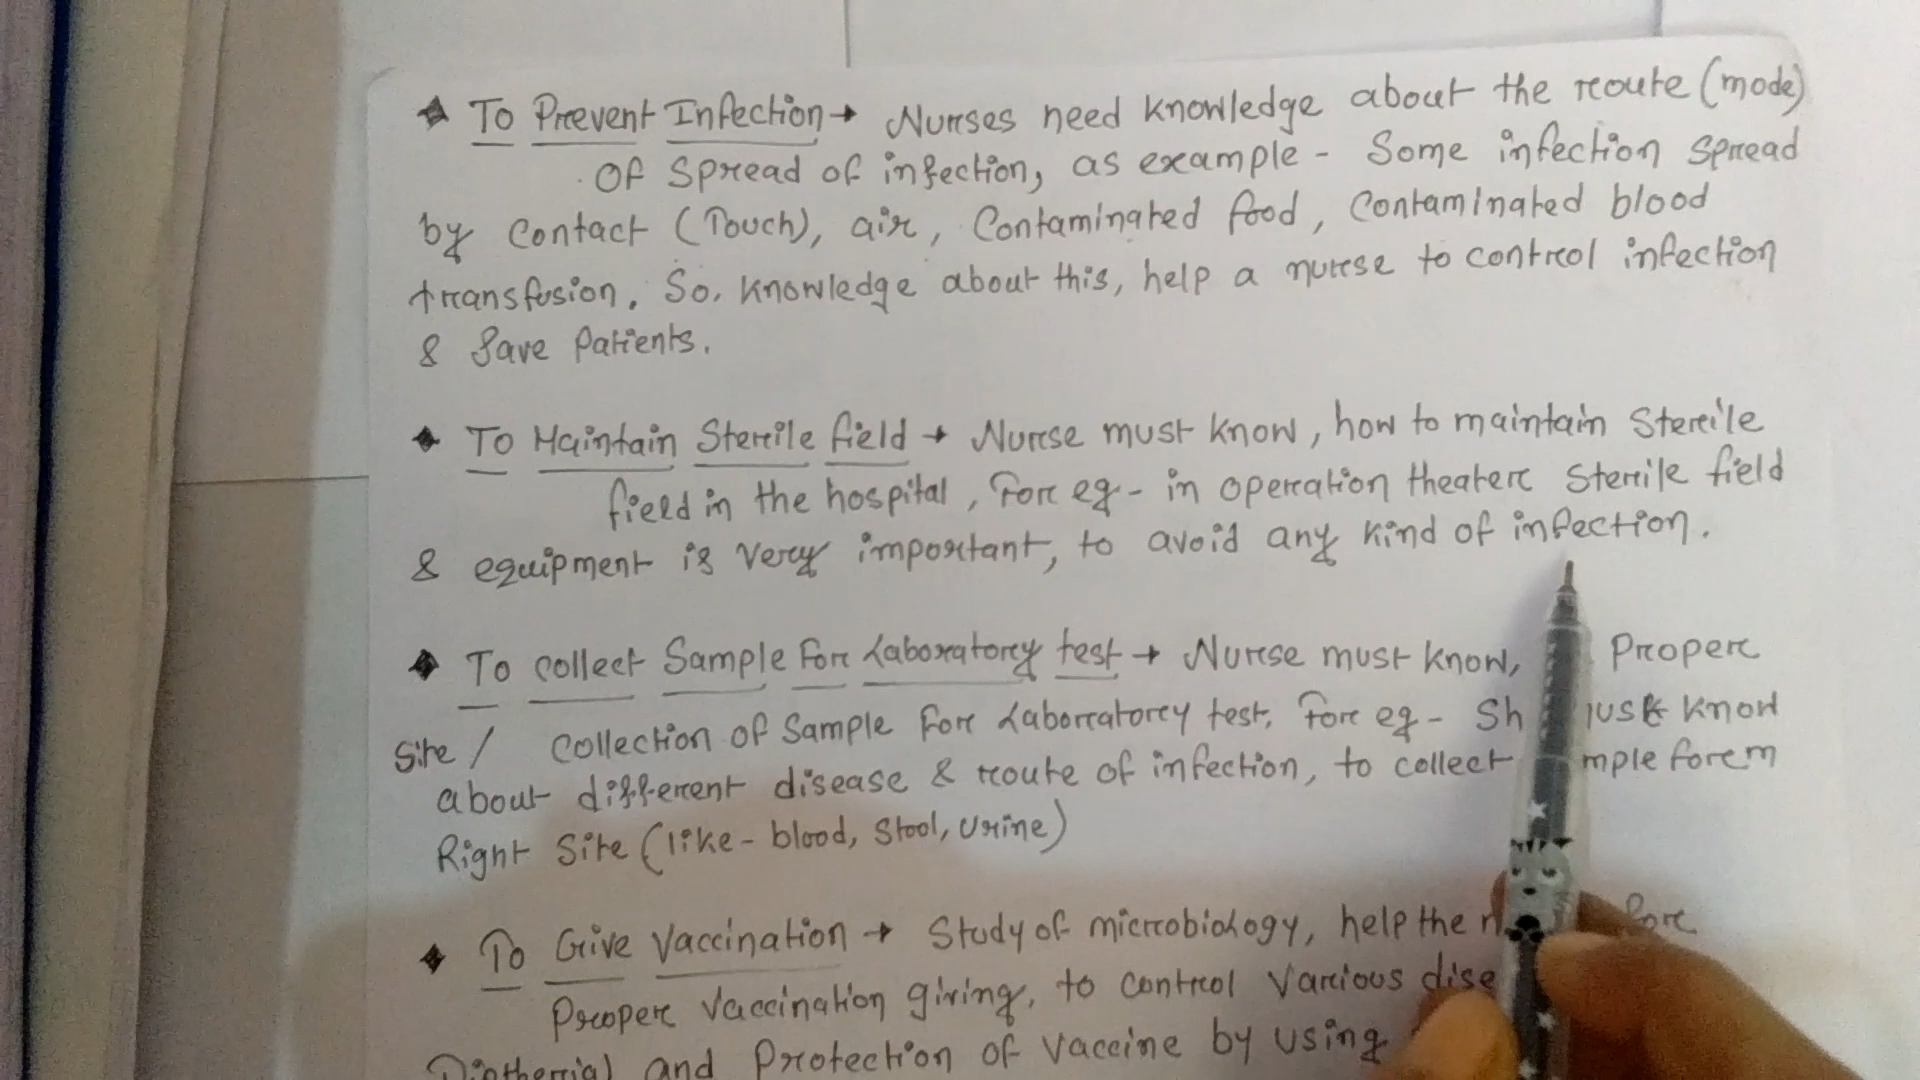 To Prevent Infection → Nurses need knowledge about the route (mode)
of spread of infection, as example - Some infection spread
by contact (Touch), air, Contaminated food, Contaminated blood
transfusion. So, knowledge about this, help a nurse to control infection
& Save Patients.
To Maintain Sterile field → Nurse must know, how to maintain Sterile
field in the hospital, For eg - in operation theater Sterile field
& equipment is very important, to avoid any kind of infection.
To collect Sample For Laboratory test → Nurse must know, Proper
Site / Collection of Sample For Laboratory test. For eg - Sh know
about different disease & route of infection, to collect form
Right Site (like - blood, Stool, Urine)
To Give Vaccination → Study of microbiology, help the for
Proper Vaccination giving, to control Various dise
and Protection of Vaccine by using